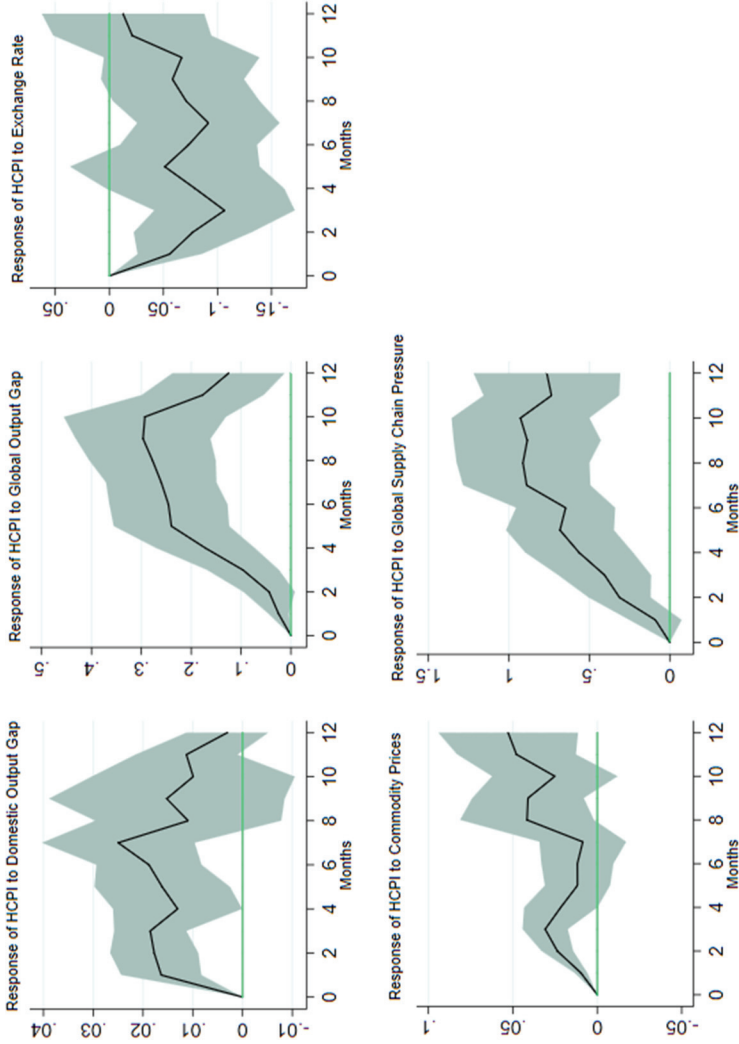 Response of HCPI to Domestic Output Gap
.04
.03
.02
.01
0
-.01
0 2 4 6 8 10 12
Months
Response of HCPI to Global Output Gap
.5
.4
.3
.2
.1
0
0 2 4 6 8 10 12
Months
Response of HCPI to Exchange Rate
.05
0
-.05
-.1
-.15
0 2 4 6 8 10 12
Months
Response of HCPI to Commodity Prices
.1
.05
0
-.05
0 2 4 6 8 10 12
Months
Response of HCPI to Global Supply Chain Pressure
1.5
1
.5
0
0 2 4 6 8 10 12
Months